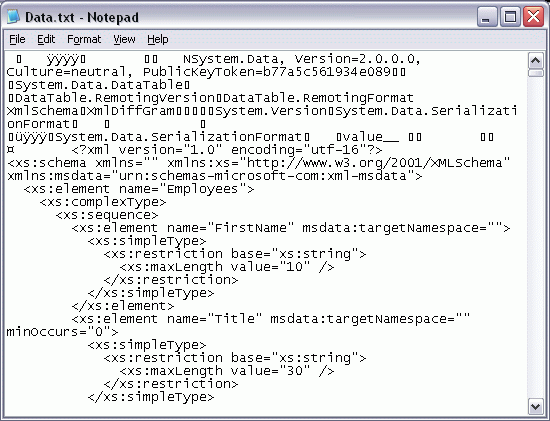 Data.txt - Notepad
File Edit Format View Help
□ ÿÿÿÿ□ □□ NSystem.Data, Version=2.0.0.0,
Culture=neutral, PublicKeyToken=b77a5c561934e089□□
□System.Data.DataTable□
□DataTable.RemotingVersion□DataTable.RemotingFormat
XmlSchema□XmlDiffGram□□□□□System.Version□System.Data.Serializati
onFormat□ □ □
□üÿÿÿ□System.Data.SerializationFormat□ □value__ □□ □□
¤ <?xml version="1.0" encoding="utf-16"?>
<xs:schema xmlns="" xmlns:xs="http://www.w3.org/2001/XMLSchema"
xmlns:msdata="urn:schemas-microsoft-com:xml-msdata">
<xs:element name="Employees">
<xs:complexType>
<xs:sequence>
<xs:element name="FirstName" msdata:targetNamespace="">
<xs:simpleType>
<xs:restriction base="xs:string">
<xs:maxLength value="10" />
</xs:restriction>
</xs:simpleType>
</xs:element>
<xs:element name="Title" msdata:targetNamespace=""
minOccurs="0">
<xs:simpleType>
<xs:restriction base="xs:string">
<xs:maxLength value="30" />
</xs:restriction>
</xs:simpleType>